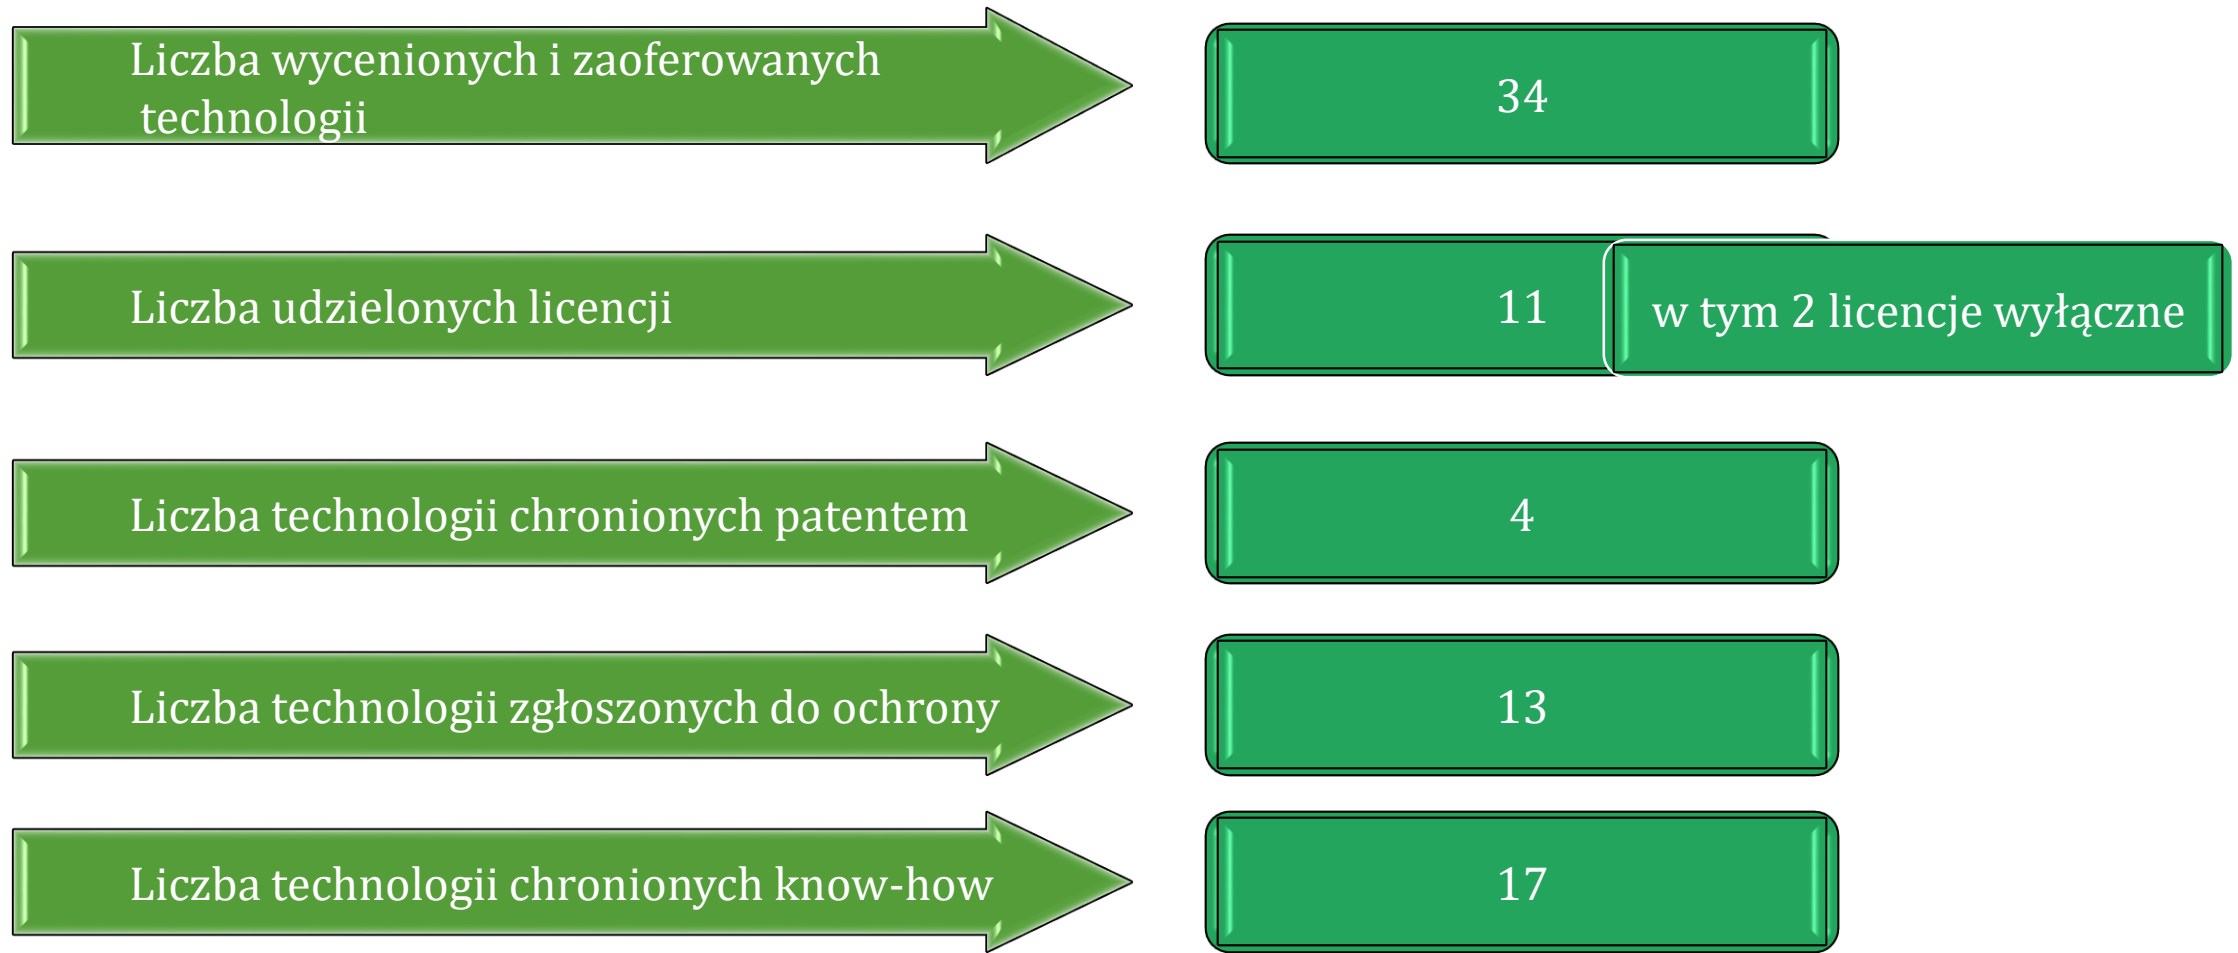 Liczba wycenionych i zaoferowanych
technologii
34
Liczba udzielonych licencji
11
w tym 2 licencje wyłączne
Liczba technologii chronionych patentem
4
Liczba technologii zgłoszonych do ochrony
13
Liczba technologii chronionych know-how
17